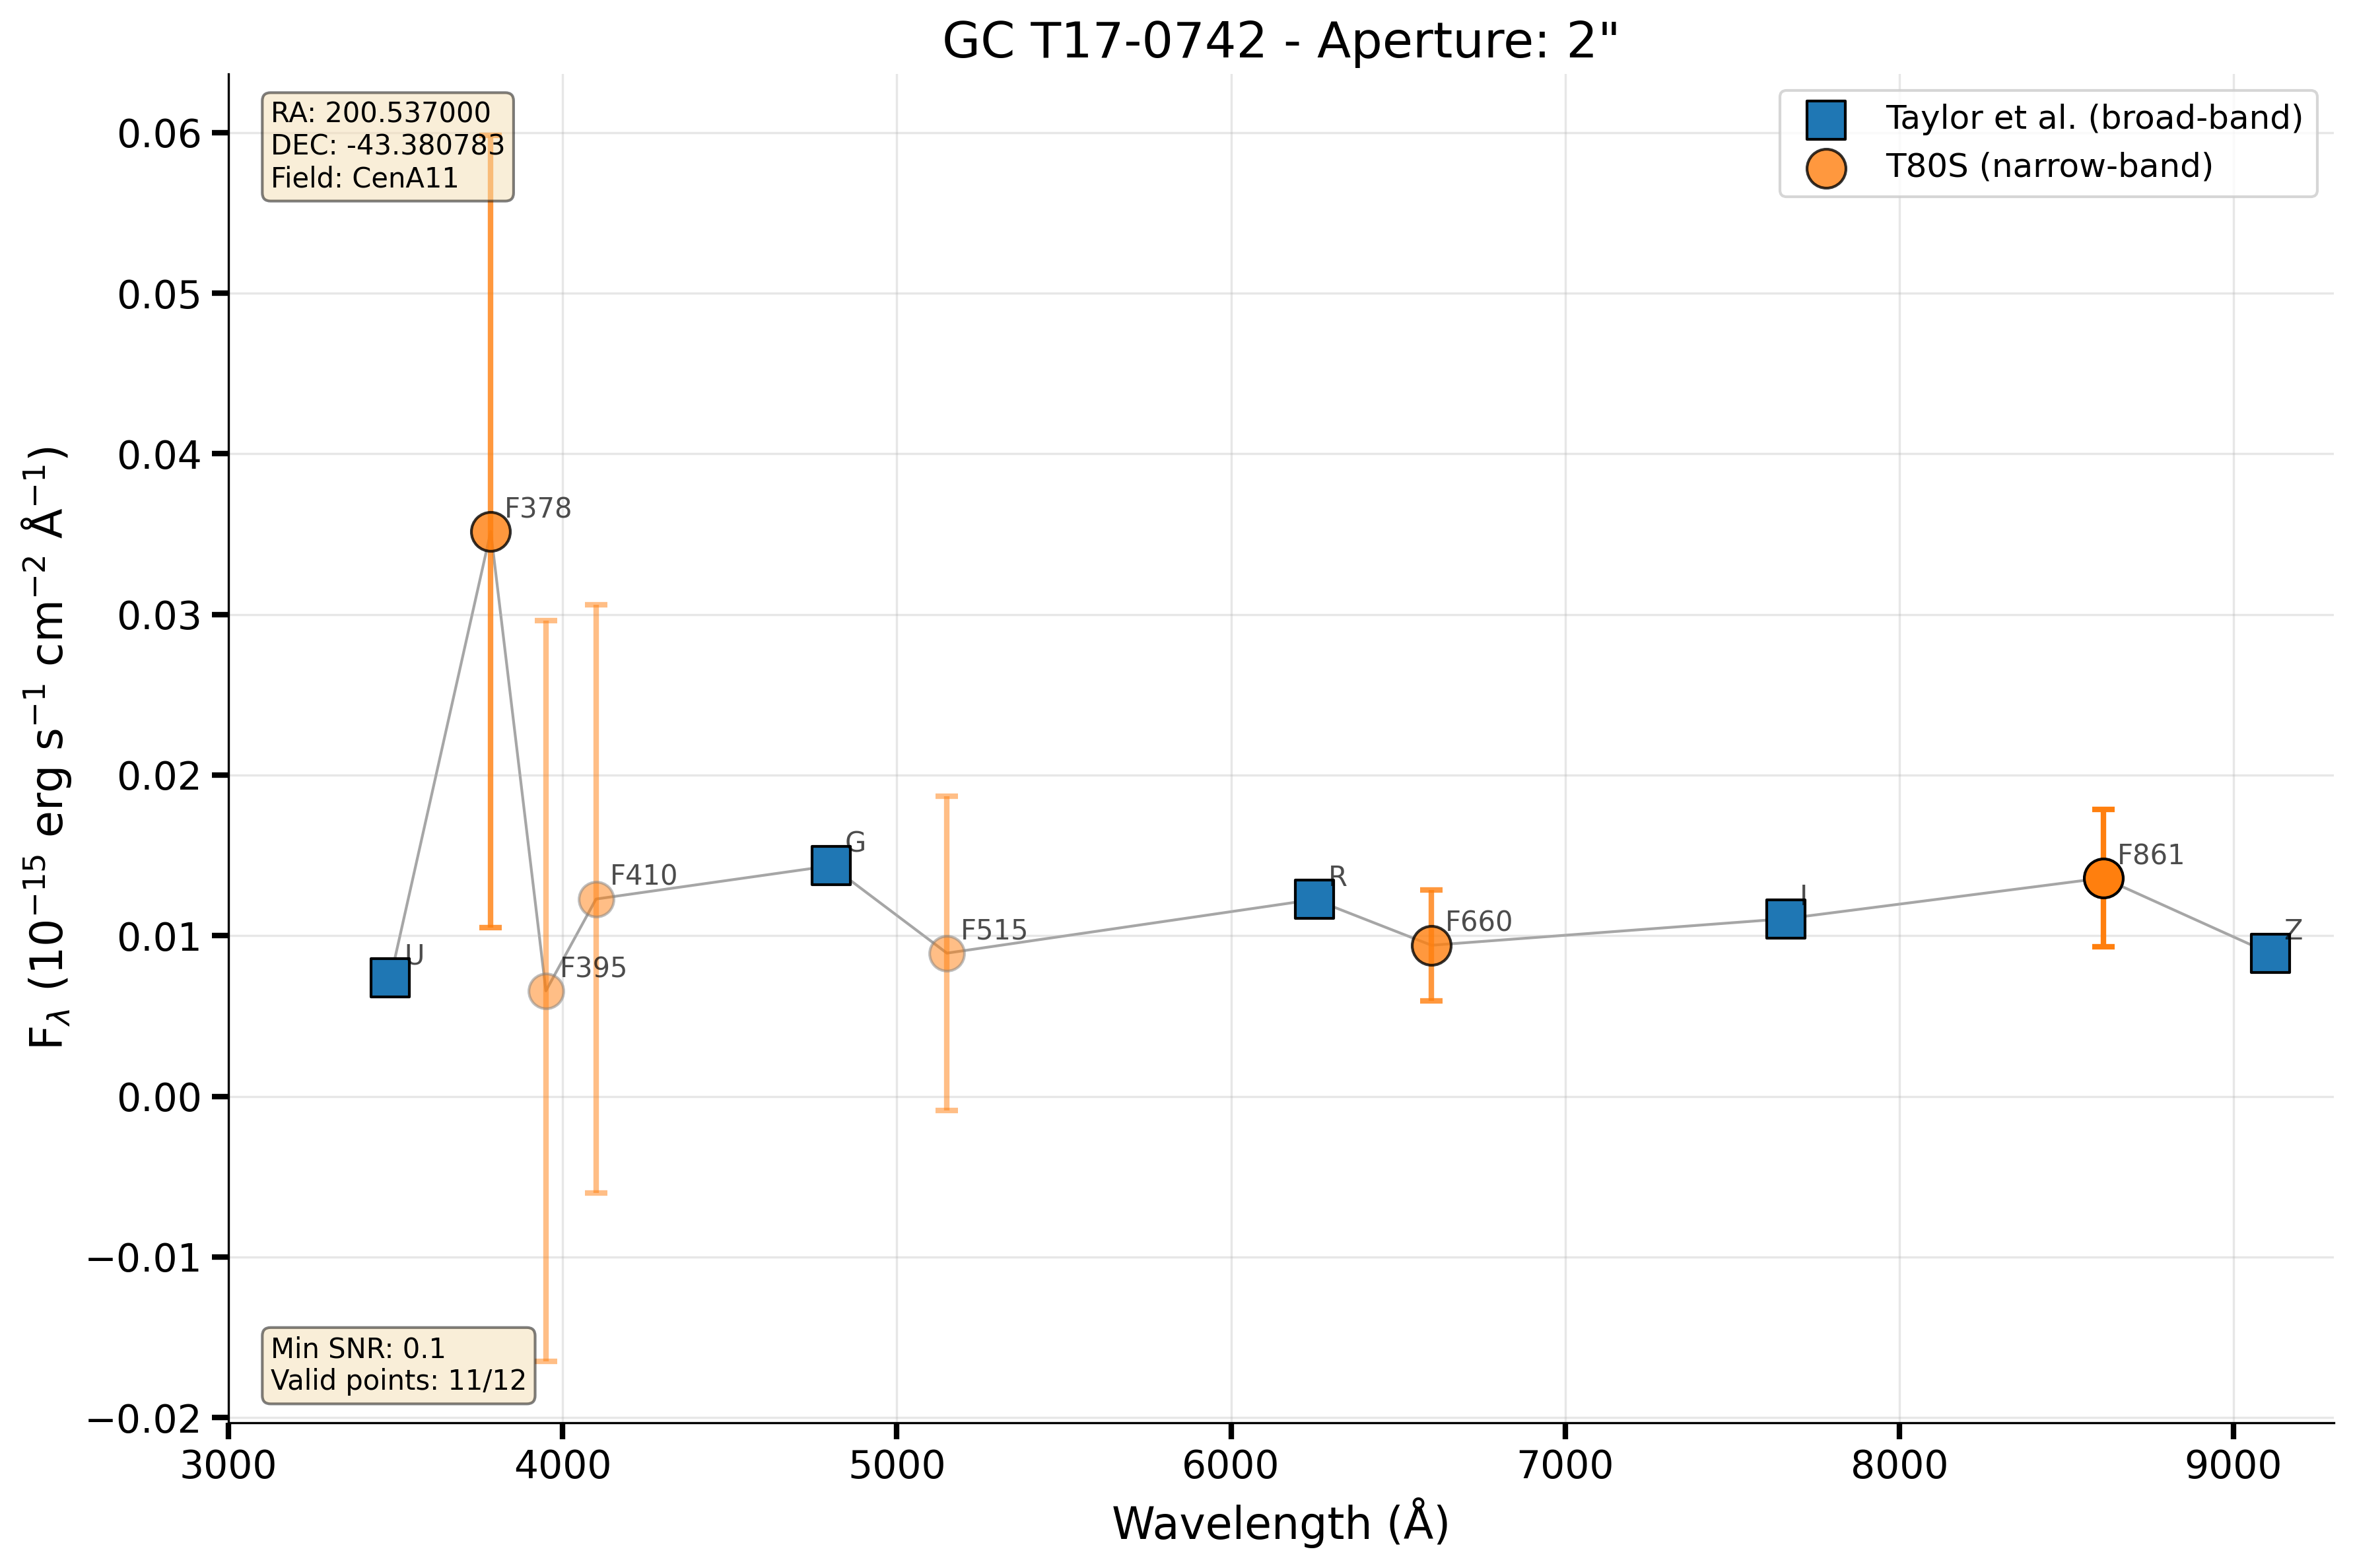 GC T17-0742 - Aperture: 2"
RA: 200.537000
DEC: -43.380783
Field: CenA11
Taylor et al. (broad-band)
T80S (narrow-band)
F_λ (10⁻¹⁵ erg s⁻¹ cm⁻² Å⁻¹)
0.06
0.05
0.04
0.03
0.02
0.01
0.00
−0.01
−0.02
U
F378
F395
F410
G
F515
R
F660
I
F861
Z
Min SNR: 0.1
Valid points: 11/12
3000 4000 5000 6000 7000 8000 9000
Wavelength (Å)